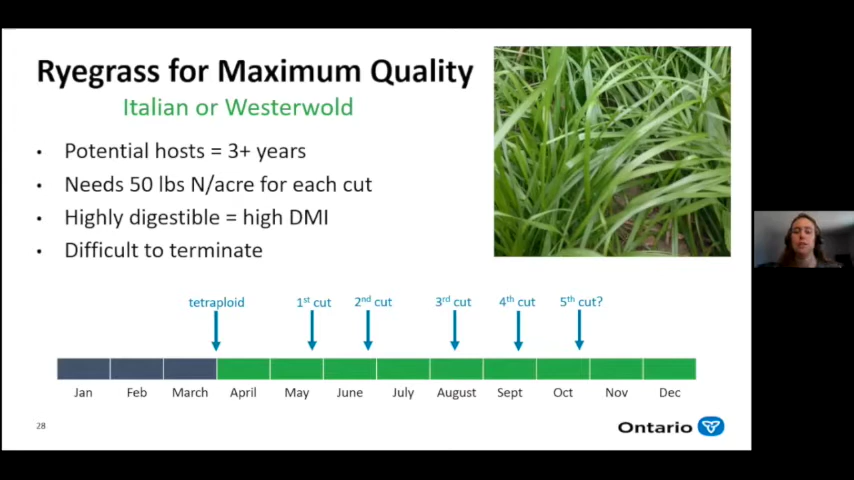 Ryegrass for Maximum Quality
Italian or Westerwold
• Potential hosts = 3+ years
• Needs 50 lbs N/acre for each cut
• Highly digestible = high DMI
• Difficult to terminate
tetraploid 1st cut 2nd cut 3rd cut 4th cut 5th cut?
Jan Feb March April May June July August Sept Oct Nov Dec
28
Ontario